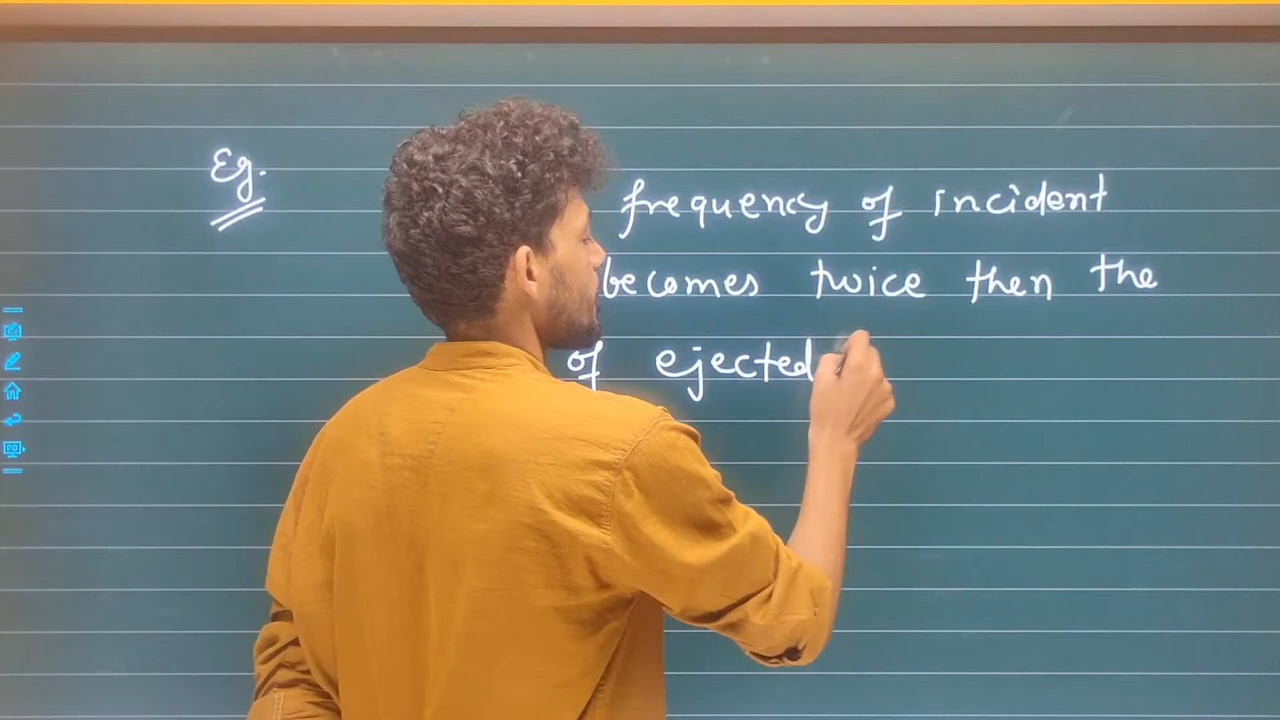 Eg.
frequency of incident
becomes twice then the
of ejected